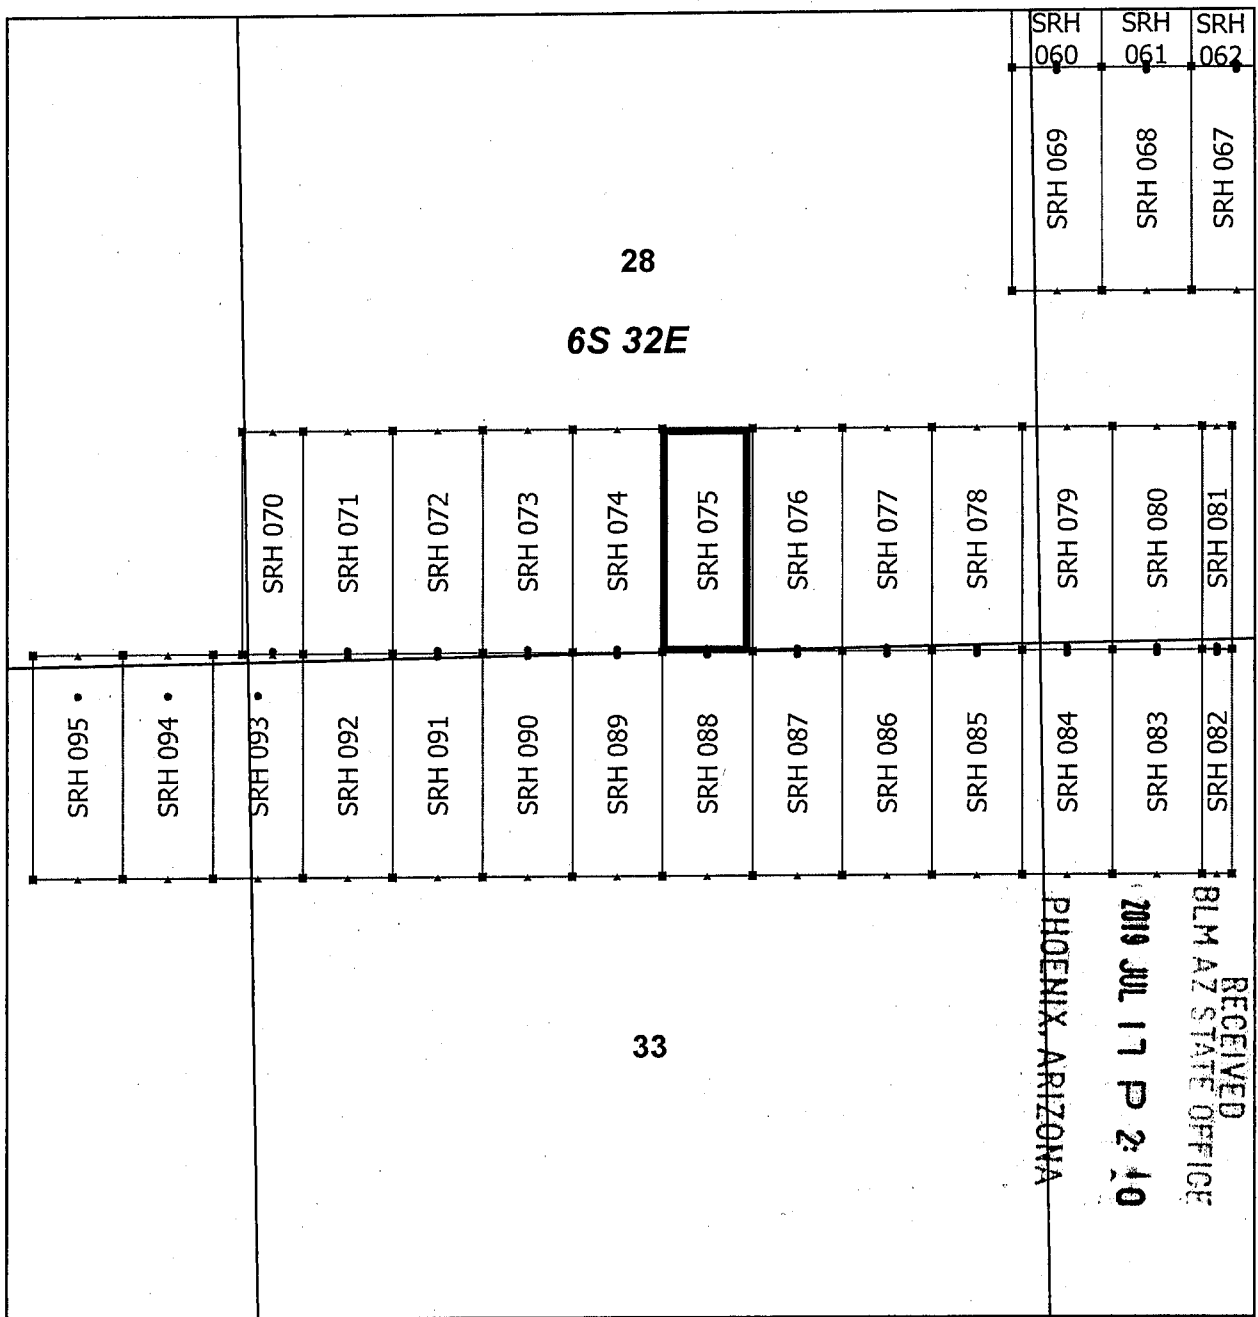 SRH
060
SRH
061
SRH
062
SRH 069
SRH 068
SRH 067
28
6S 32E
SRH 070
SRH 071
SRH 072
SRH 073
SRH 074
SRH 075
SRH 076
SRH 077
SRH 078
SRH 079
SRH 080
SRH 081
SRH 095
SRH 094
SRH 093
SRH 092
SRH 091
SRH 090
SRH 089
SRH 088
SRH 087
SRH 086
SRH 085
SRH 084
SRH 083
SRH 082
33
RECEIVED
BLM AZ STATE OFFICE
2019 JUL 17 P 2:10
PHOENIX, ARIZONA